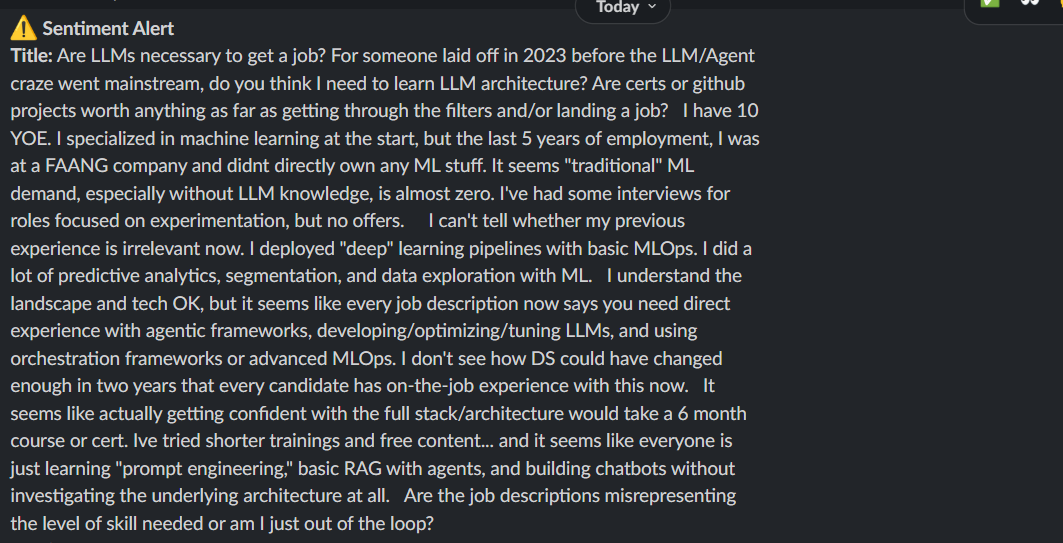 Today
Sentiment Alert
Title: Are LLMs necessary to get a job? For someone laid off in 2023 before the LLM/Agent
craze went mainstream, do you think I need to learn LLM architecture? Are certs or github
projects worth anything as far as getting through the filters and/or landing a job?   I have 10
YOE. I specialized in machine learning at the start, but the last 5 years of employment, I was
at a FAANG company and didnt directly own any ML stuff. It seems "traditional" ML
demand, especially without LLM knowledge, is almost zero. I've had some interviews for
roles focused on experimentation, but no offers.     I can't tell whether my previous
experience is irrelevant now. I deployed "deep" learning pipelines with basic MLOps. I did a
lot of predictive analytics, segmentation, and data exploration with ML.   I understand the
landscape and tech OK, but it seems like every job description now says you need direct
experience with agentic frameworks, developing/optimizing/tuning LLMs, and using
orchestration frameworks or advanced MLOps. I don't see how DS could have changed
enough in two years that every candidate has on-the-job experience with this now.   It
seems like actually getting confident with the full stack/architecture would take a 6 month
course or cert. Ive tried shorter trainings and free content... and it seems like everyone is
just learning "prompt engineering," basic RAG with agents, and building chatbots without
investigating the underlying architecture at all.   Are the job descriptions misrepresenting
the level of skill needed or am I just out of the loop?